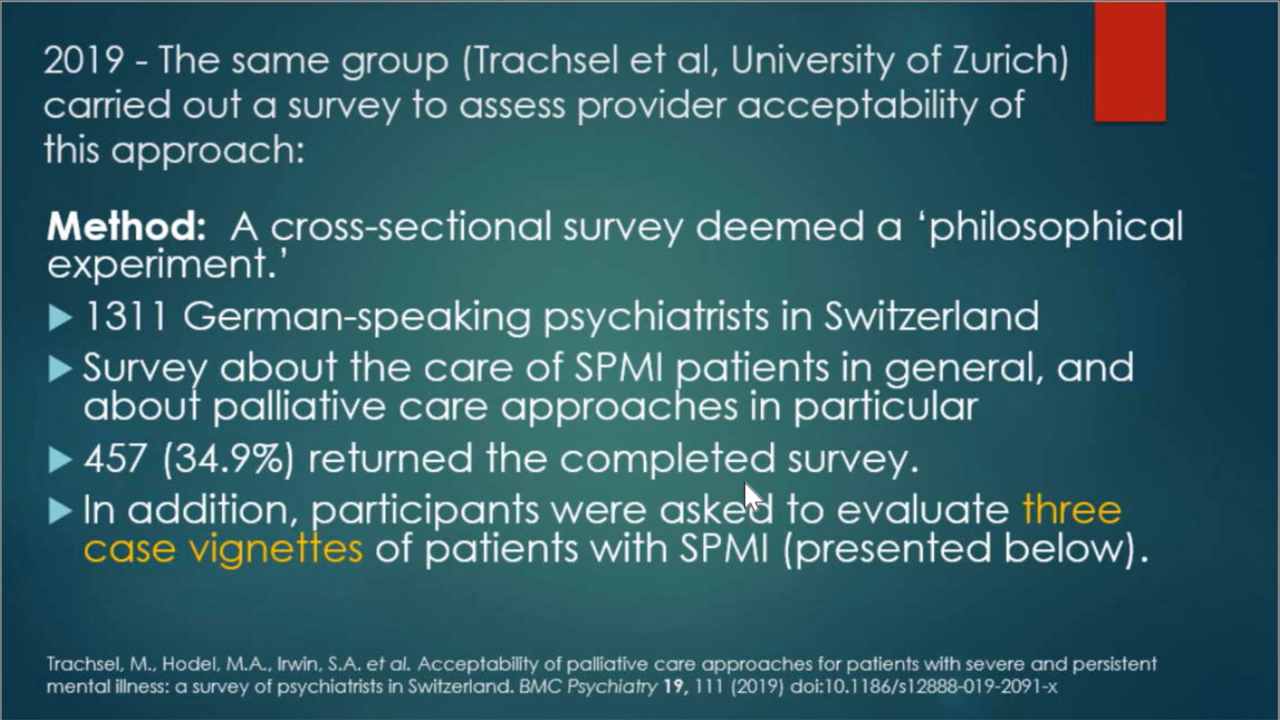 2019 - The same group (Trachsel et al, University of Zurich)
carried out a survey to assess provider acceptability of
this approach:
Method: A cross-sectional survey deemed a ‘philosophical
experiment.’
1311 German-speaking psychiatrists in Switzerland
Survey about the care of SPMI patients in general, and
about palliative care approaches in particular
457 (34.9%) returned the completed survey.
In addition, participants were asked to evaluate three
case vignettes of patients with SPMI (presented below).
Trachsel, M., Hodel, M.A., Irwin, S.A. et al. Acceptability of palliative care approaches for patients with severe and persistent
mental illness: a survey of psychiatrists in Switzerland. BMC Psychiatry 19, 111 (2019) doi:10.1186/s12888-019-2091-x